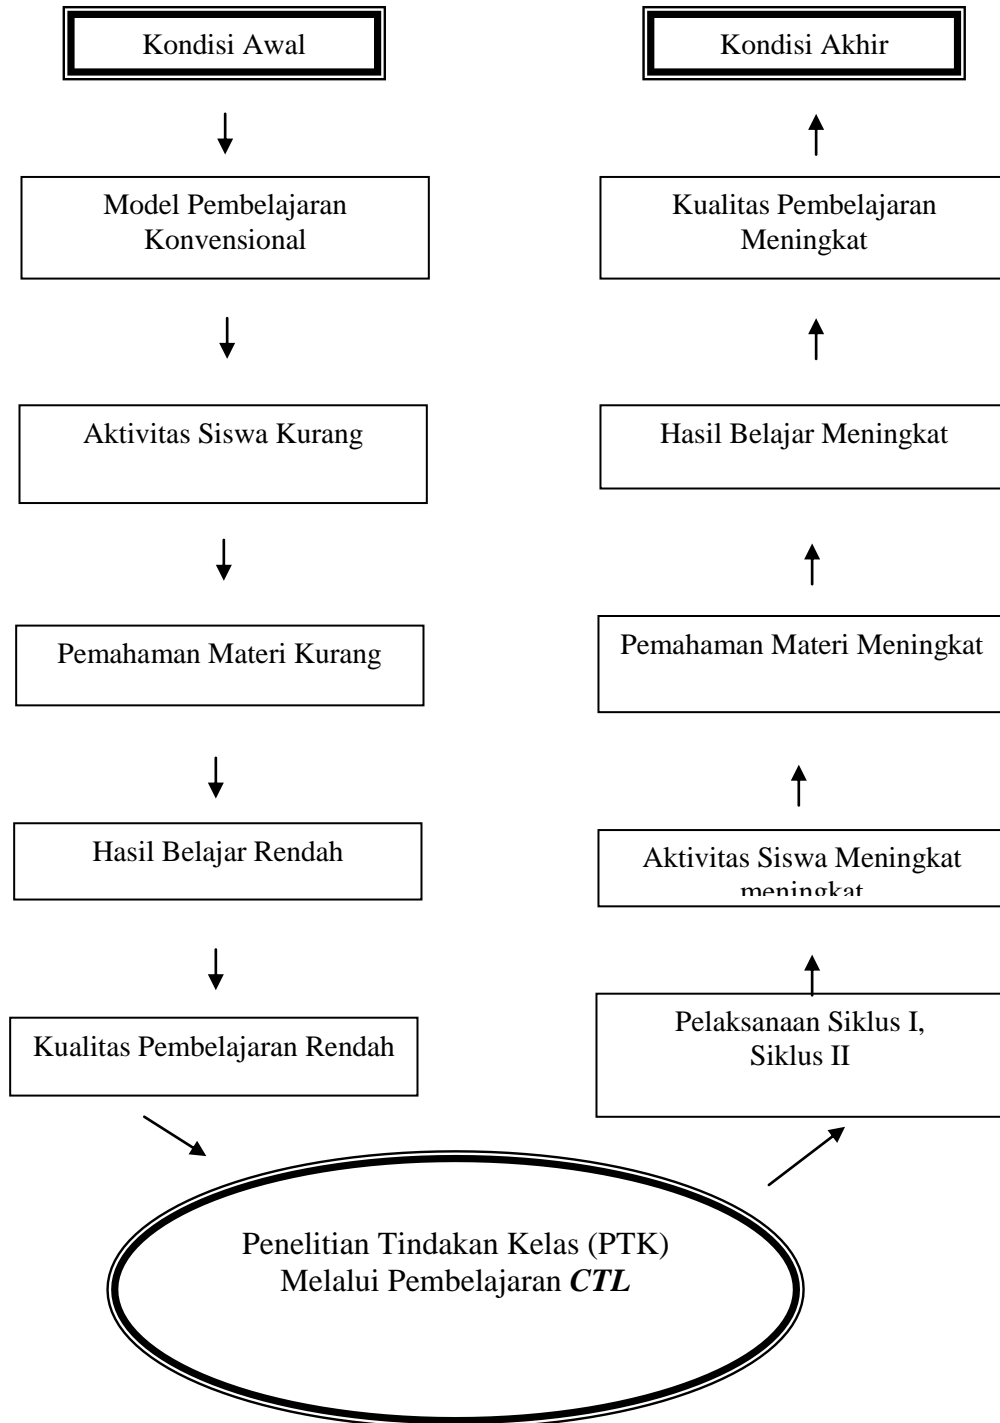 Kondisi Awal
Model Pembelajaran
Konvensional
Aktivitas Siswa Kurang
Pemahaman Materi Kurang
Hasil Belajar Rendah
Kualitas Pembelajaran Rendah
Penelitian Tindakan Kelas (PTK)
Melalui Pembelajaran CTL
Pelaksanaan Siklus I,
Siklus II
Aktivitas Siswa Meningkat
meningkat
Pemahaman Materi Meningkat
Hasil Belajar Meningkat
Kualitas Pembelajaran
Meningkat
Kondisi Akhir